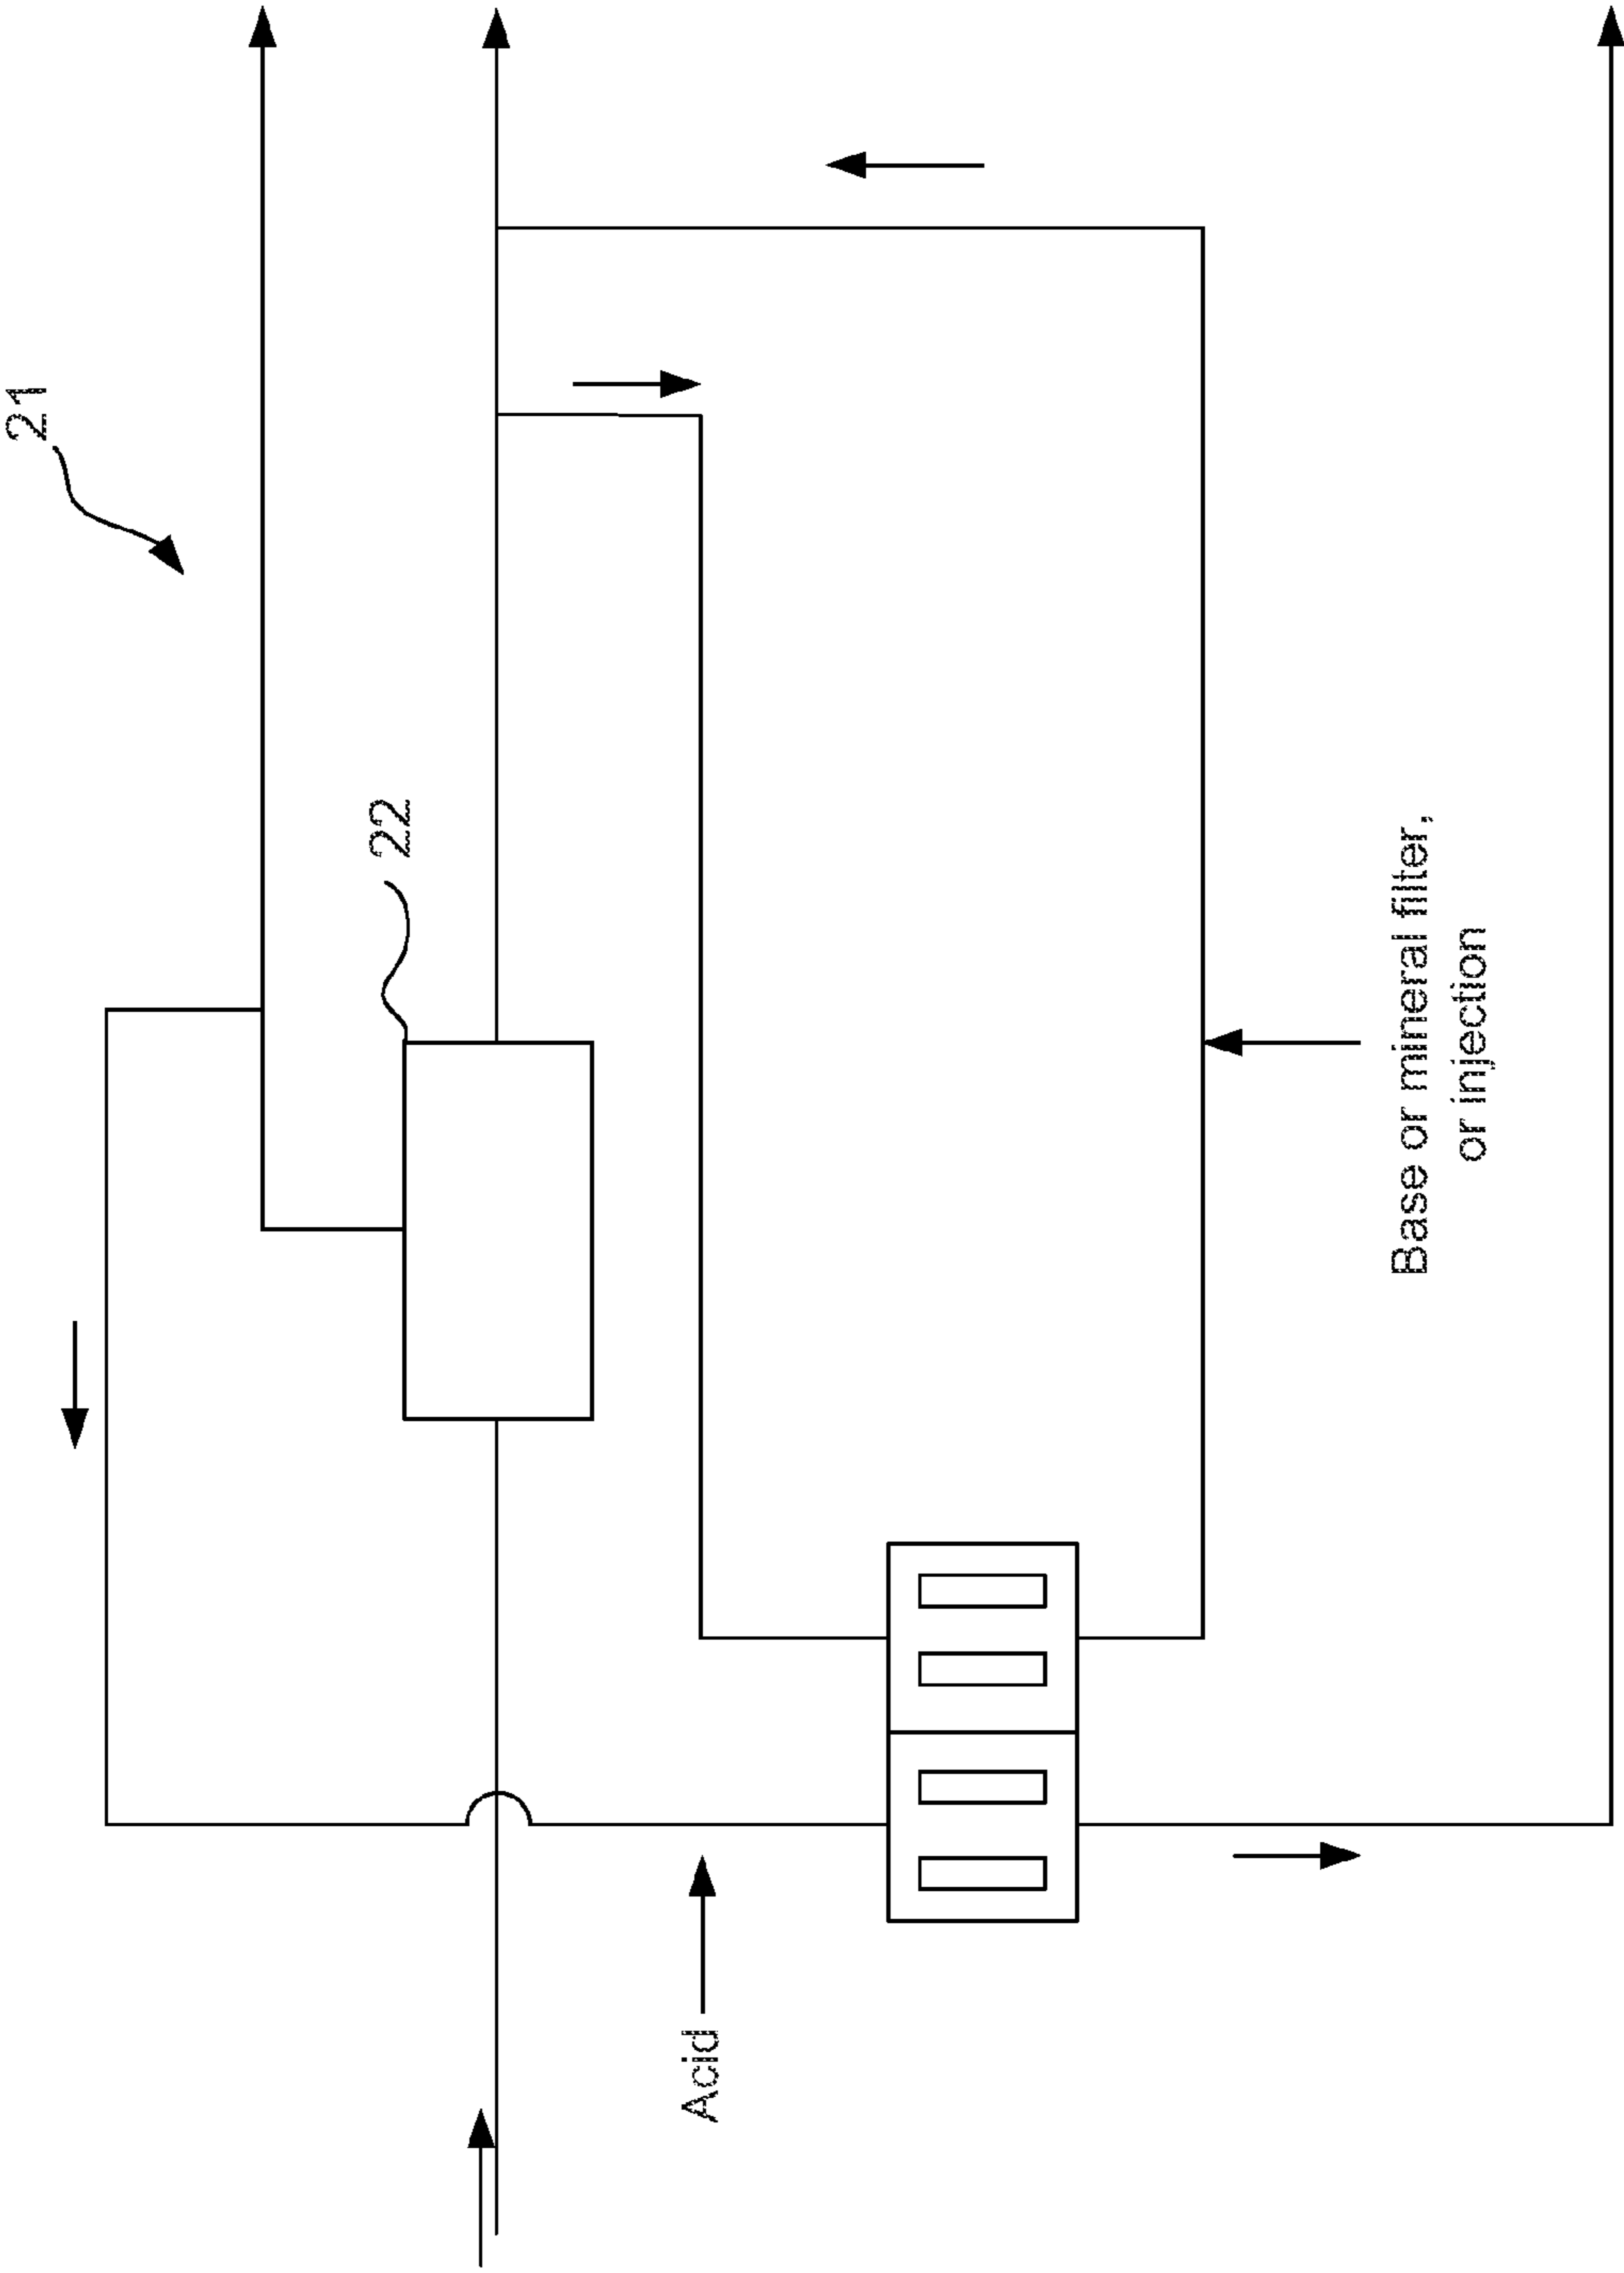 21
22
Acid
Base or mineral filter,
or injection